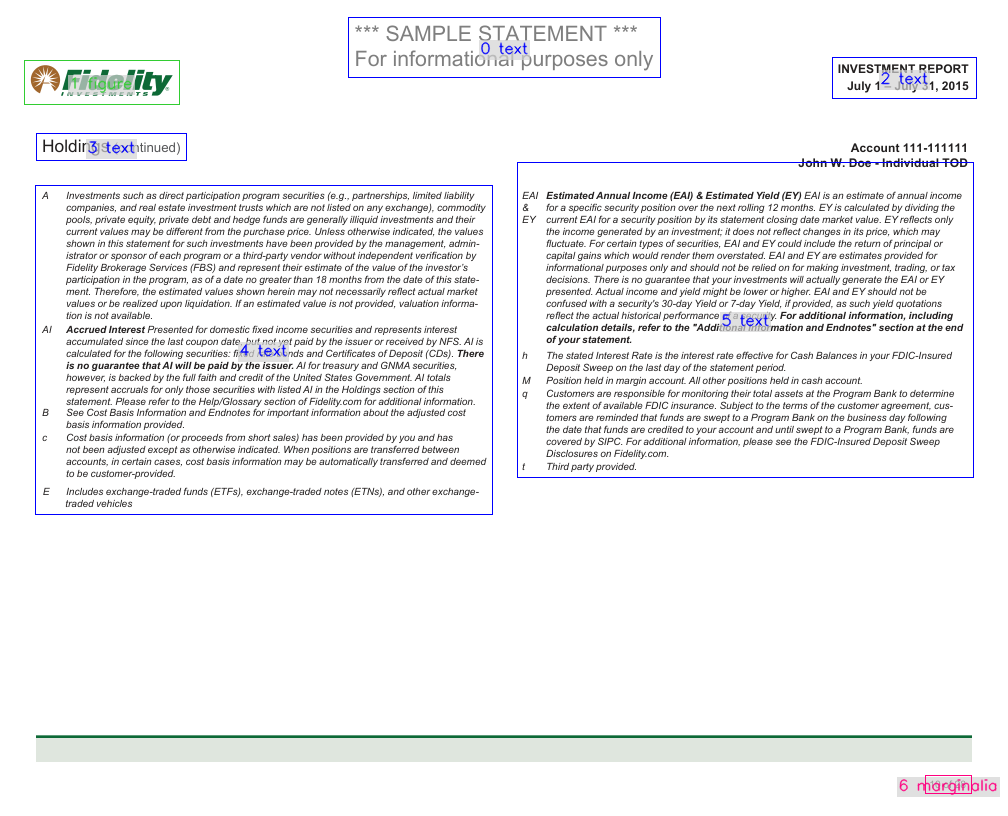 *** SAMPLE STATEMENT ***
For informational purposes only
0 text
Fidelity
INVESTMENTS
1 figure
INVESTMENT REPORT
July 1 – July 31, 2015
2 text
Holdings (continued)
3 text
Account 111-111111
John W. Doe - Individual TOD
A Investments such as direct participation program securities (e.g., partnerships, limited liability
companies, and real estate investment trusts which are not listed on any exchange), commodity
pools, private equity, private debt and hedge funds are generally illiquid investments and their
current values may be different from the purchase price. Unless otherwise indicated, the values
shown in this statement for such investments have been provided by the management, admin-
istrator or sponsor of each program or a third-party vendor without independent verification by
Fidelity Brokerage Services (FBS) and represent their estimate of the value of the investor's
participation in the program, as of a date no greater than 18 months from the date of this state-
ment. Therefore, the estimated values shown herein may not necessarily reflect actual market
values or be realized upon liquidation. If an estimated value is not provided, valuation informa-
tion is not available.
AI Accrued Interest Presented for domestic fixed income securities and represents interest
accumulated since the last coupon date, but not yet paid by the issuer or received by NFS. AI is
calculated for the following securities: fixed bonds and Certificates of Deposit (CDs). There
4 text
is no guarantee that AI will be paid by the issuer. AI for treasury and GNMA securities,
however, is backed by the full faith and credit of the United States Government. AI totals
represent accruals for only those securities with listed AI in the Holdings section of this
statement. Please refer to the Help/Glossary section of Fidelity.com for additional information.
B See Cost Basis Information and Endnotes for important information about the adjusted cost
basis information provided.
c Cost basis information (or proceeds from short sales) has been provided by you and has
not been adjusted except as otherwise indicated. When positions are transferred between
accounts, in certain cases, cost basis information may be automatically transferred and deemed
to be customer-provided.
E Includes exchange-traded funds (ETFs), exchange-traded notes (ETNs), and other exchange-
traded vehicles
EAI Estimated Annual Income (EAI) & Estimated Yield (EY) EAI is an estimate of annual income
& for a specific security position over the next rolling 12 months. EY is calculated by dividing the
EY current EAI for a security position by its statement closing date market value. EY reflects only
the income generated by an investment; it does not reflect changes in its price, which may
fluctuate. For certain types of securities, EAI and EY could include the return of principal or
capital gains which would render them overstated. EAI and EY are estimates provided for
informational purposes only and should not be relied on for making investment, trading, or tax
decisions. There is no guarantee that your investments will actually generate the EAI or EY
presented. Actual income and yield might be lower or higher. EAI and EY should not be
confused with a security's 30-day Yield or 7-day Yield, if provided, as such yield quotations
reflect the actual historical performance of a security. For additional information, including
5 text
calculation details, refer to the "Additional Information and Endnotes" section at the end
of your statement.
h The stated Interest Rate is the interest rate effective for Cash Balances in your FDIC-Insured
Deposit Sweep on the last day of the statement period.
M Position held in margin account. All other positions held in cash account.
q Customers are responsible for monitoring their total assets at the Program Bank to determine
the extent of available FDIC insurance. Subject to the terms of the customer agreement, cus-
tomers are reminded that funds are swept to a Program Bank on the business day following
the date that funds are credited to your account and until swept to a Program Bank, funds are
covered by SIPC. For additional information, please see the FDIC-Insured Deposit Sweep
Disclosures on Fidelity.com.
t Third party provided.
6 marginalia